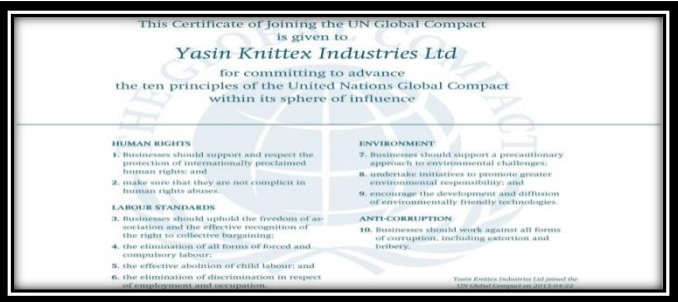 This Certificate of Joining the UN Global Compact
is given to
Yasin Knittex Industries Ltd
for committing to advance
the ten principles of the United Nations Global Compact
within its sphere of influence
THE GLOBAL COMPACT
HUMAN RIGHTS
1. Businesses should support and respect the
protection of internationally proclaimed
human rights; and
2. make sure that they are not complicit in
human rights abuses.
LABOUR STANDARDS
3. Businesses should uphold the freedom of as-
sociation and the effective recognition of
the right to collective bargaining;
4. the elimination of all forms of forced and
compulsory labour;
5. the effective abolition of child labour; and
6. the elimination of discrimination in respect
of employment and occupation.
ENVIRONMENT
7. Businesses should support a precautionary
approach to environmental challenges;
8. undertake initiatives to promote greater
environmental responsibility; and
9. encourage the development and diffusion
of environmentally friendly technologies.
ANTI-CORRUPTION
10. Businesses should work against all forms
of corruption, including extortion and
bribery.
Yasin Knittex Industries Ltd joined the
UN Global Compact on 2013-04-22